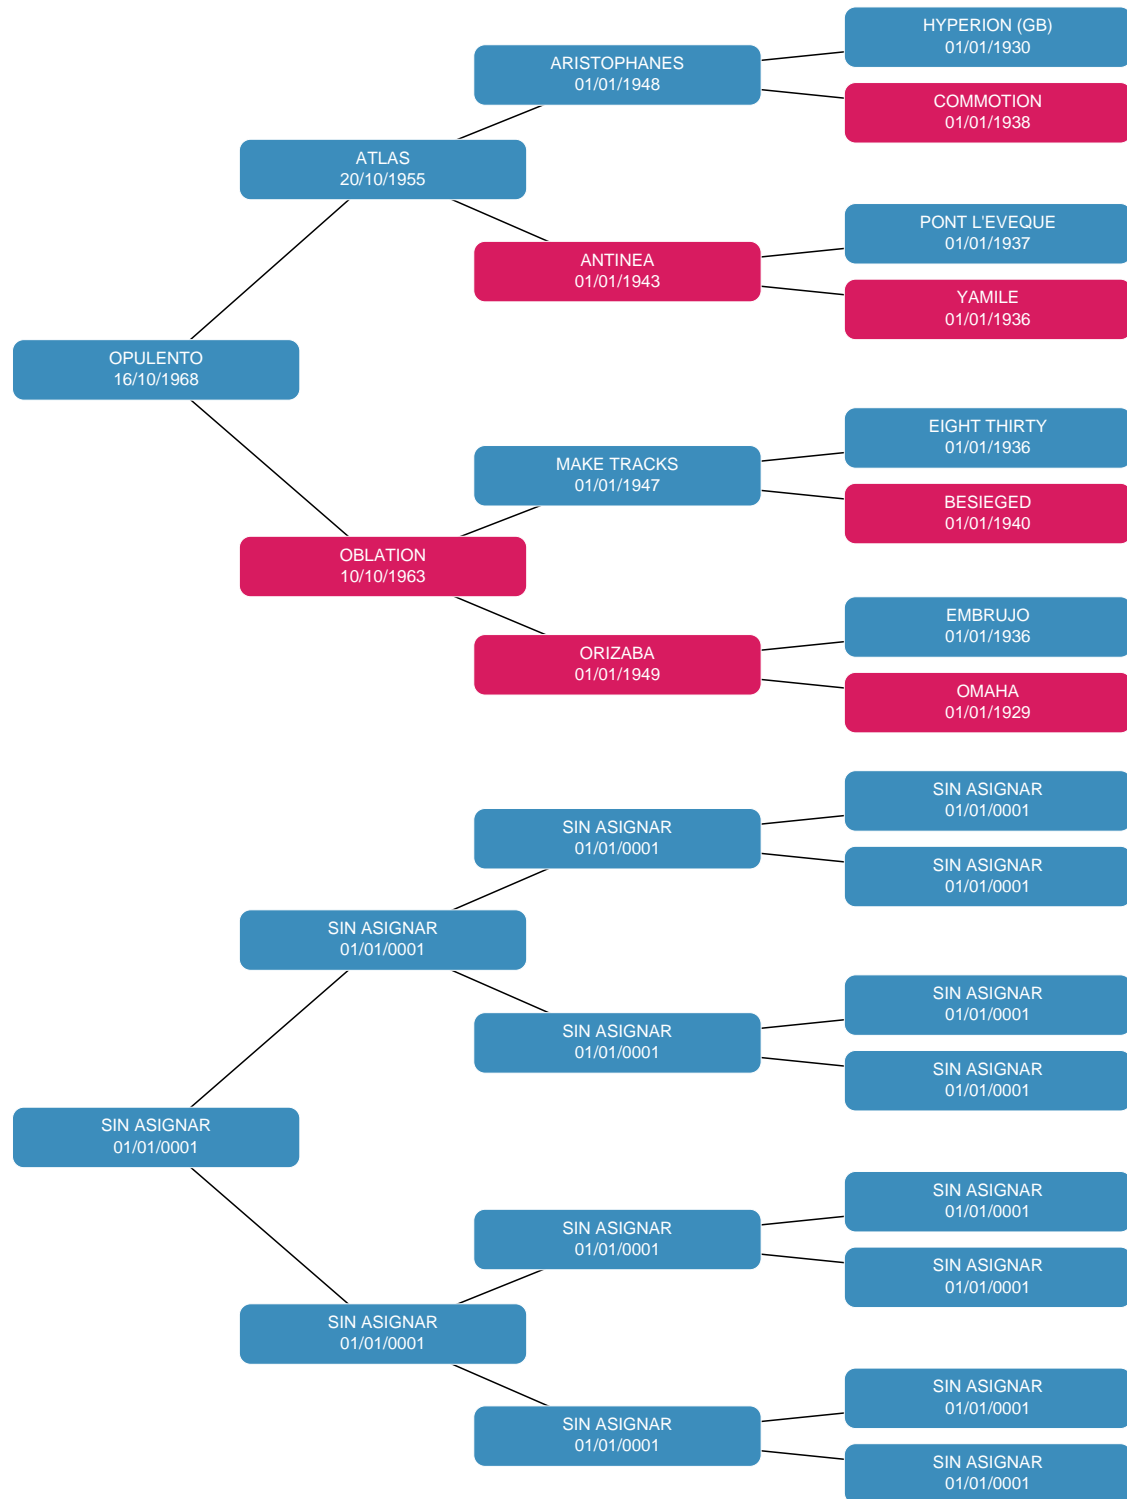 HYPERION (GB)
01/01/1930
ARISTOPHANES
01/01/1948
COMMOTION
01/01/1938
ATLAS
20/10/1955
PONT L'EVEQUE
01/01/1937
ANTINEA
01/01/1943
YAMILE
01/01/1936
OPULENTO
16/10/1968
EIGHT THIRTY
01/01/1936
MAKE TRACKS
01/01/1947
BESIEGED
01/01/1940
OBLATION
10/10/1963
EMBRUJO
01/01/1936
ORIZABA
01/01/1949
OMAHA
01/01/1929
SIN ASIGNAR
01/01/0001
SIN ASIGNAR
01/01/0001
SIN ASIGNAR
01/01/0001
SIN ASIGNAR
01/01/0001
SIN ASIGNAR
01/01/0001
SIN ASIGNAR
01/01/0001
SIN ASIGNAR
01/01/0001
SIN ASIGNAR
01/01/0001
SIN ASIGNAR
01/01/0001
SIN ASIGNAR
01/01/0001
SIN ASIGNAR
01/01/0001
SIN ASIGNAR
01/01/0001
SIN ASIGNAR
01/01/0001
SIN ASIGNAR
01/01/0001
SIN ASIGNAR
01/01/0001